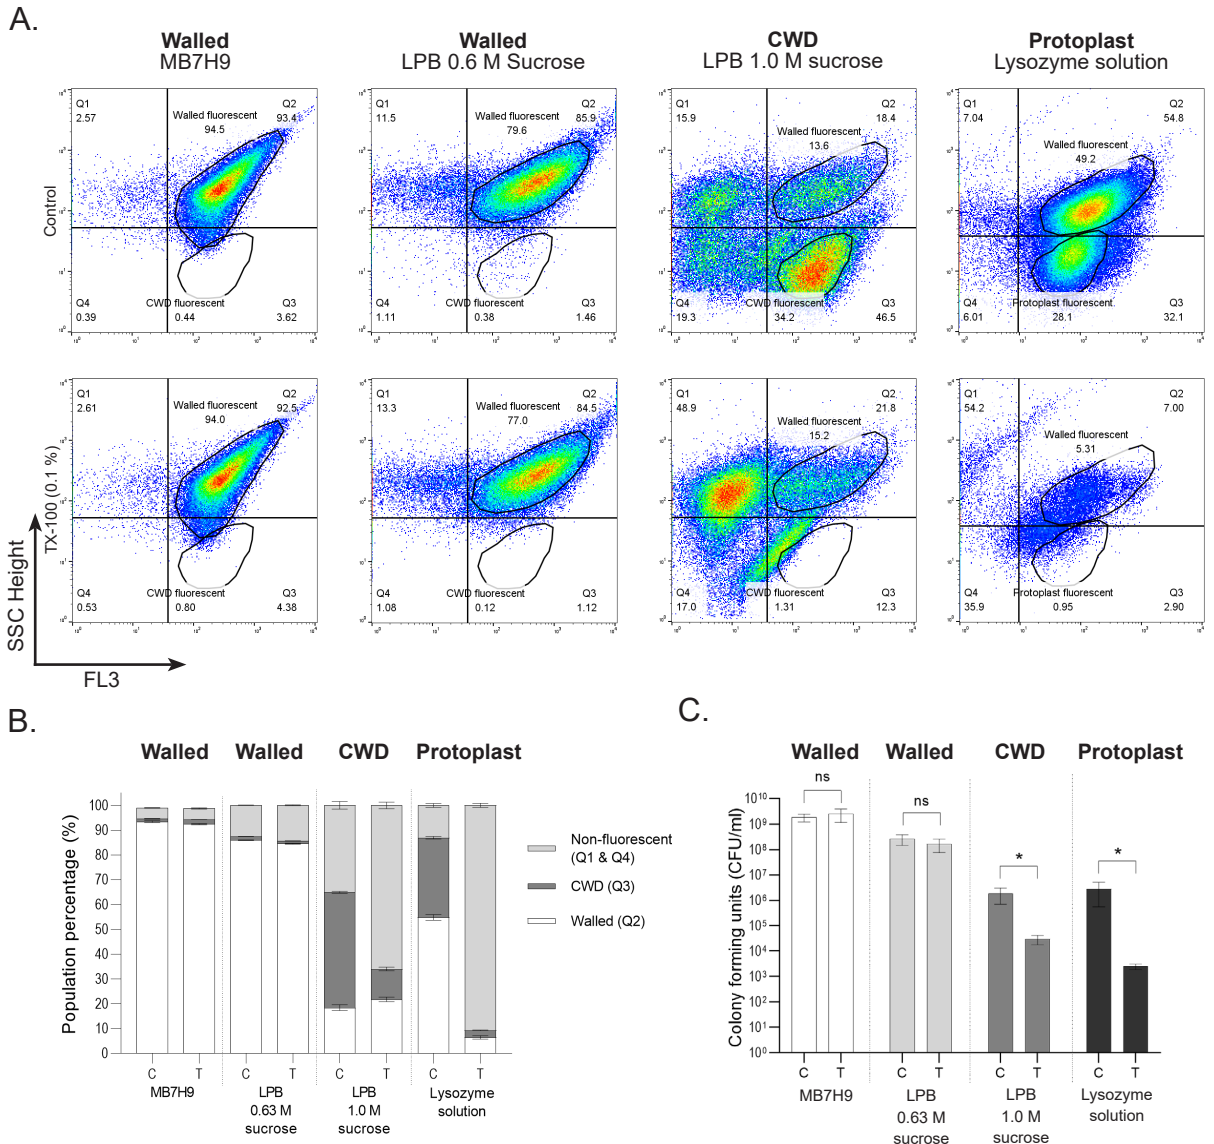 A.
Walled
MB7H9
Walled
LPB 0.6 M Sucrose
CWD
LPB 1.0 M sucrose
Protoplast
Lysozyme solution
Control
Q1
2.57
Walled fluorescent
94.5
Q2
93.4
Q4
0.39
CWD fluorescent
0.44
Q3
3.62
Q1
11.5
Walled fluorescent
79.6
Q2
85.9
Q4
1.11
CWD fluorescent
0.38
Q3
1.46
Q1
15.9
Walled fluorescent
13.6
Q2
18.4
Q4
19.3
CWD fluorescent
34.2
Q3
46.5
Q1
7.04
Walled fluorescent
49.2
Q2
54.8
Q4
6.01
Protoplast fluorescent
28.1
Q3
32.1
TX-100 (0.1 %)
Q1
2.61
Walled fluorescent
94.0
Q2
92.5
Q4
0.53
CWD fluorescent
0.80
Q3
4.38
Q1
13.3
Walled fluorescent
77.0
Q2
84.5
Q4
1.08
CWD fluorescent
0.12
Q3
1.12
Q1
48.9
Walled fluorescent
15.2
Q2
21.8
Q4
17.0
CWD fluorescent
1.31
Q3
12.3
Q1
54.2
Walled fluorescent
5.31
Q2
7.00
Q4
35.9
Protoplast fluorescent
0.95
Q3
2.90
SSC Height
FL3
B.
Walled
Walled
CWD
Protoplast
Population percentage (%)
100
90
80
70
60
50
40
30
20
10
0
C T C T C T C T
MB7H9
LPB
0.63 M
sucrose
LPB
1.0 M
sucrose
Lysozyme
solution
Non-fluorescent
(Q1 & Q4)
CWD (Q3)
Walled (Q2)
C.
Walled
Walled
CWD
Protoplast
ns
ns
*
*
Colony forming units (CFU/ml)
10¹⁰
10⁹
10⁸
10⁷
10⁶
10⁵
10⁴
10³
10²
10¹
10⁰
C T C T C T C T
MB7H9
LPB
0.63 M
sucrose
LPB
1.0 M
sucrose
Lysozyme
solution